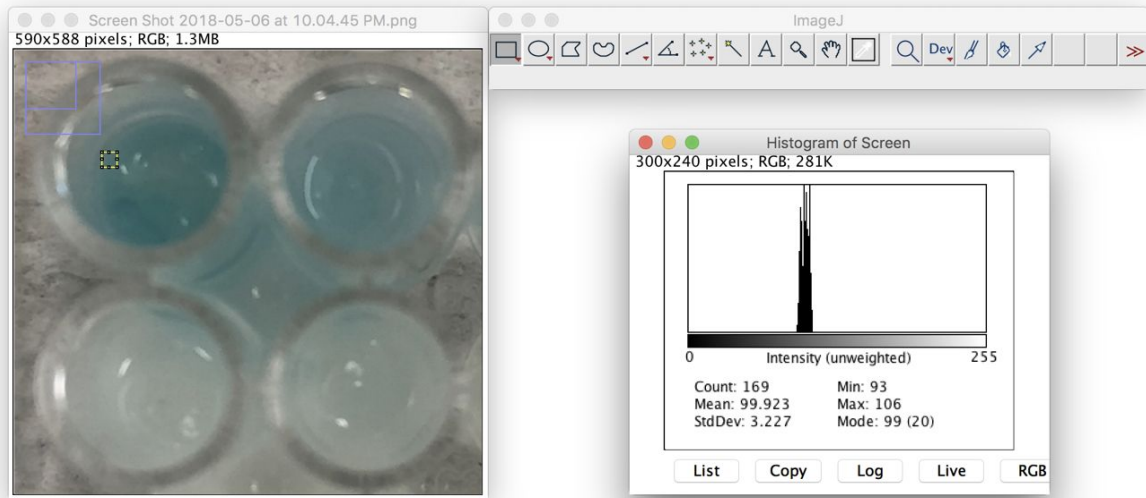 Screen Shot 2018-05-06 at 10.04.45 PM.png
590x588 pixels; RGB; 1.3MB
ImageJ
A
Dev
>>
Histogram of Screen
300x240 pixels; RGB; 281K
0
Intensity (unweighted)
255
Count: 169
Min: 93
Mean: 99.923
Max: 106
StdDev: 3.227
Mode: 99 (20)
List
Copy
Log
Live
RGB